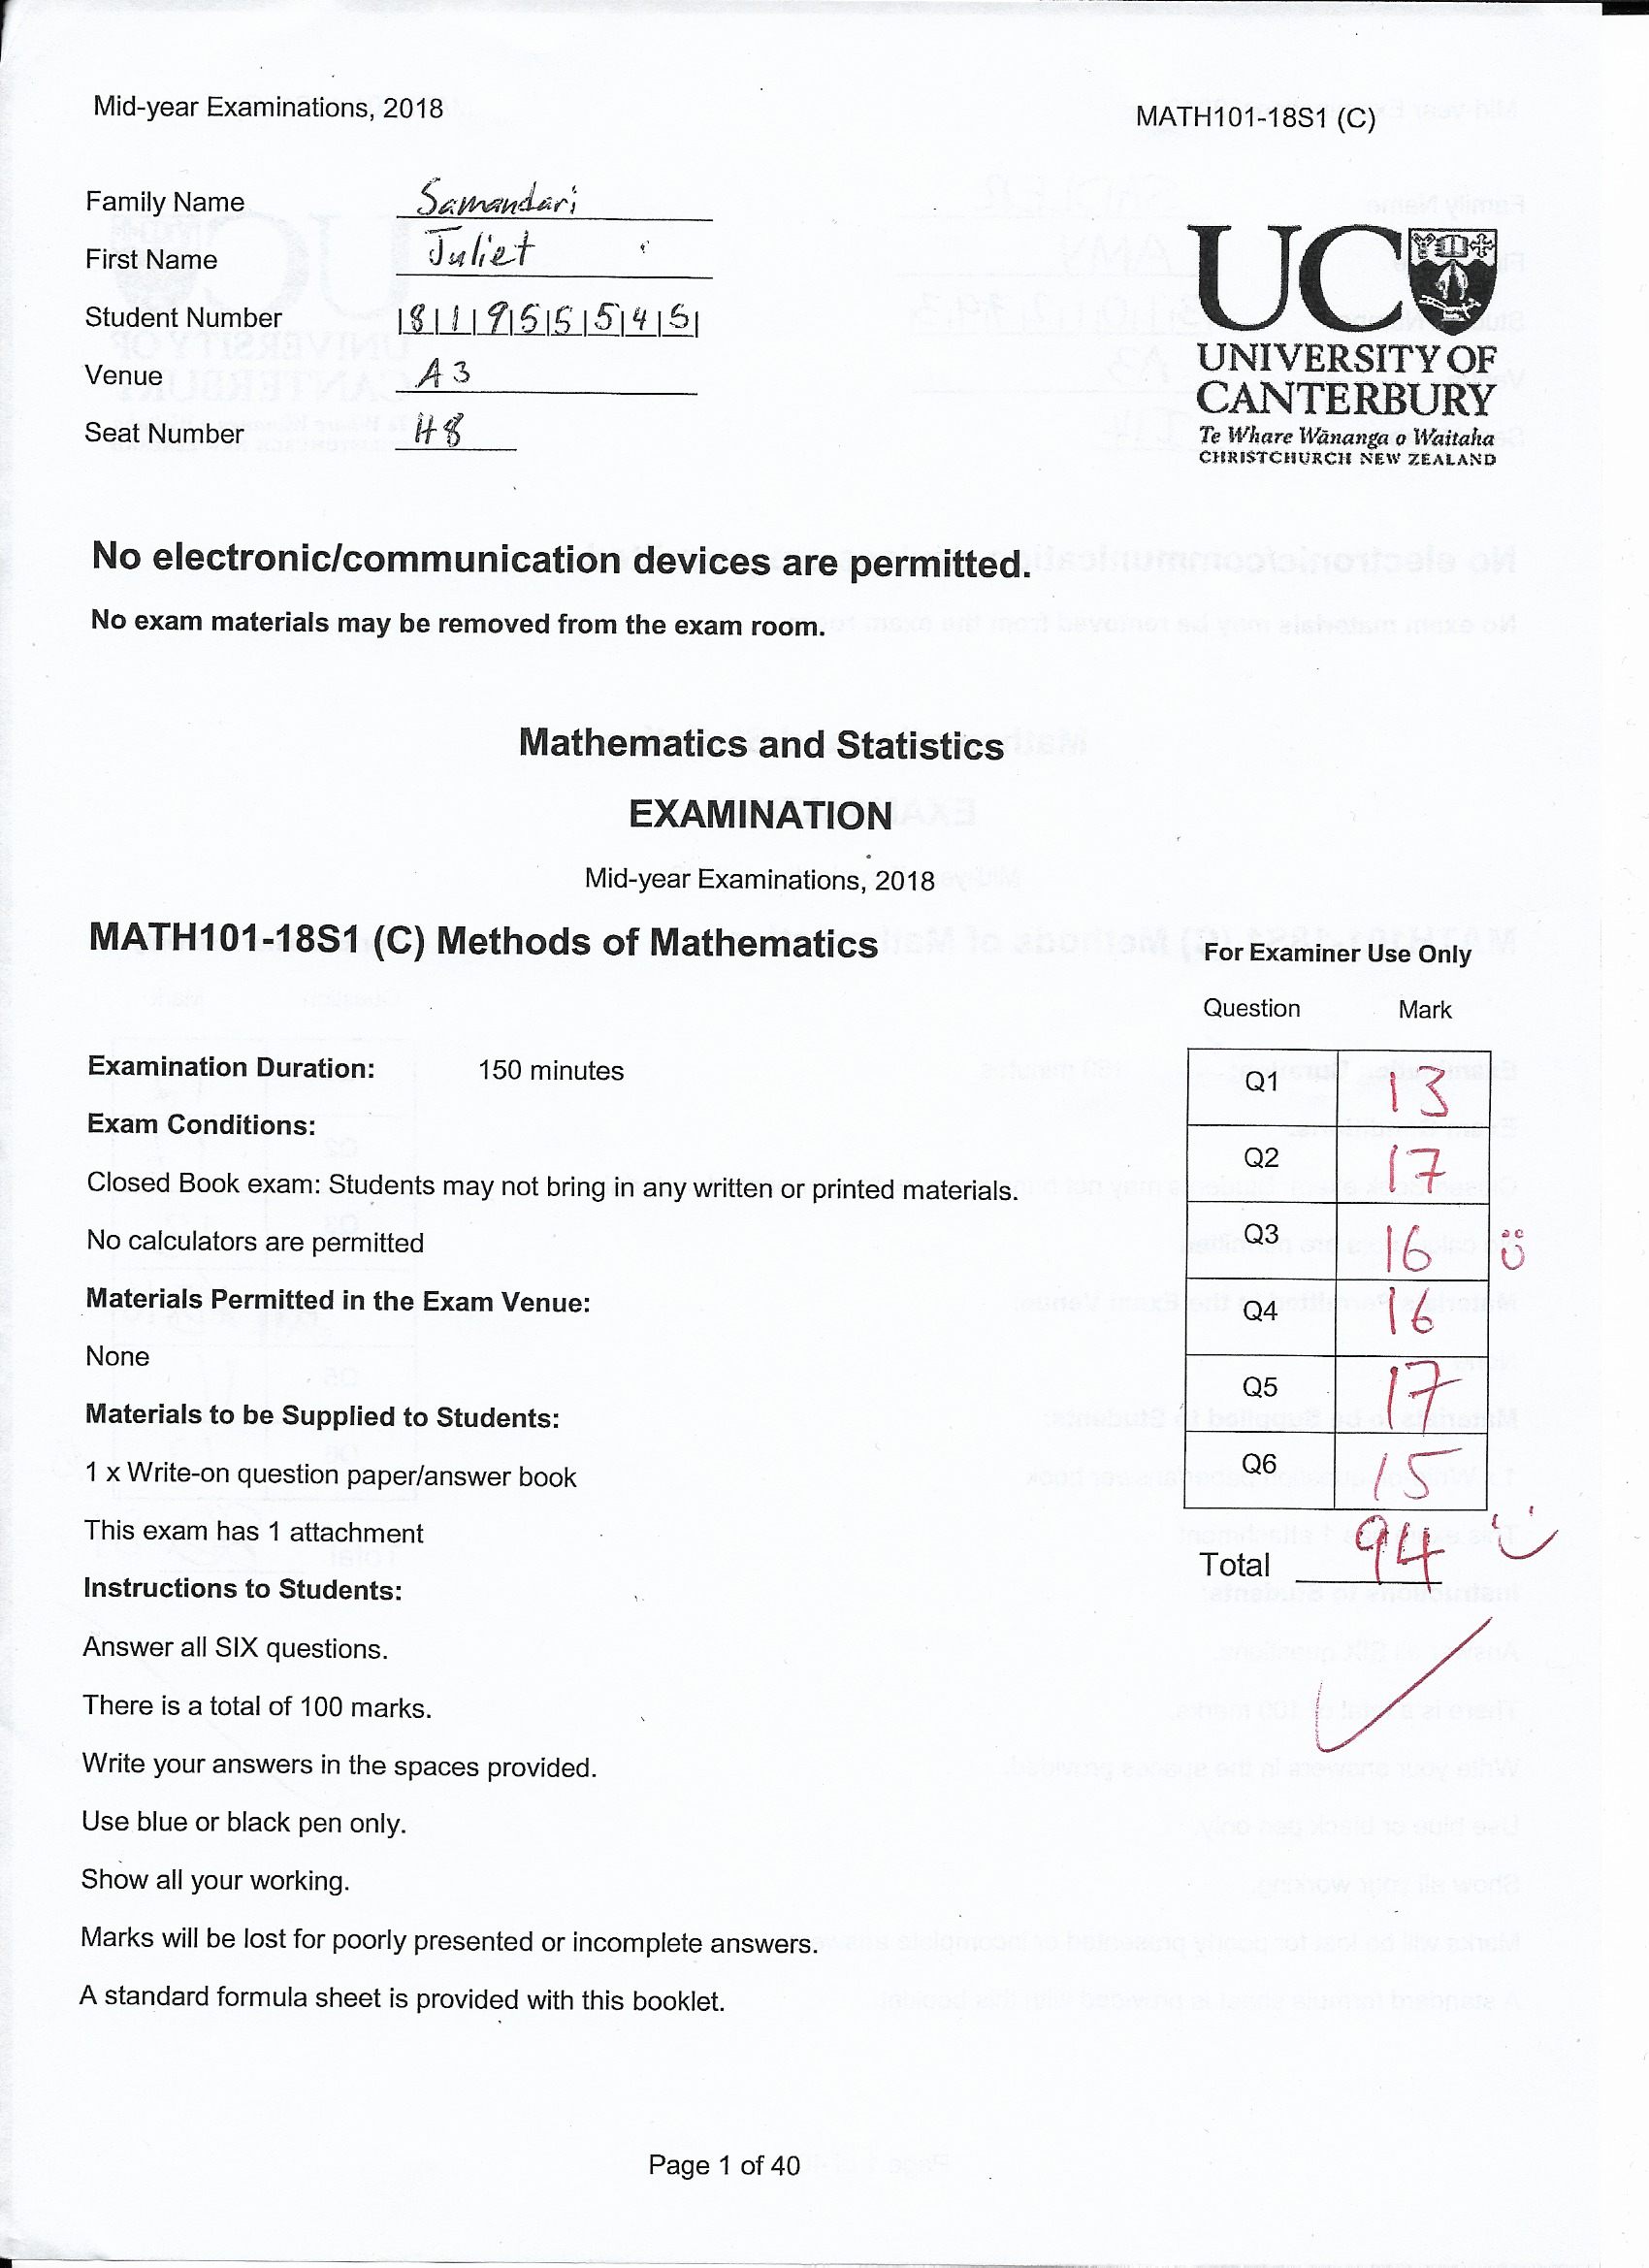 Mid-year Examinations, 2018
MATH101-18S1 (C)
Family Name Samandari
First Name Juliet
Student Number |8|1|1|9|5|5|5|4|5|
Venue A3
Seat Number H8
UC
UNIVERSITY OF
CANTERBURY
Te Whare Wānanga o Waitaha
CHRISTCHURCH NEW ZEALAND
No electronic/communication devices are permitted.
No exam materials may be removed from the exam room.
Mathematics and Statistics
EXAMINATION
Mid-year Examinations, 2018
MATH101-18S1 (C) Methods of Mathematics
For Examiner Use Only
Question Mark
Q1 13
Q2 17
Q3 16
Q4 16
Q5 17
Q6 15
Total 94
Examination Duration: 150 minutes
Exam Conditions:
Closed Book exam: Students may not bring in any written or printed materials.
No calculators are permitted
Materials Permitted in the Exam Venue:
None
Materials to be Supplied to Students:
1 x Write-on question paper/answer book
This exam has 1 attachment
Instructions to Students:
Answer all SIX questions.
There is a total of 100 marks.
Write your answers in the spaces provided.
Use blue or black pen only.
Show all your working.
Marks will be lost for poorly presented or incomplete answers.
A standard formula sheet is provided with this booklet.
Page 1 of 40